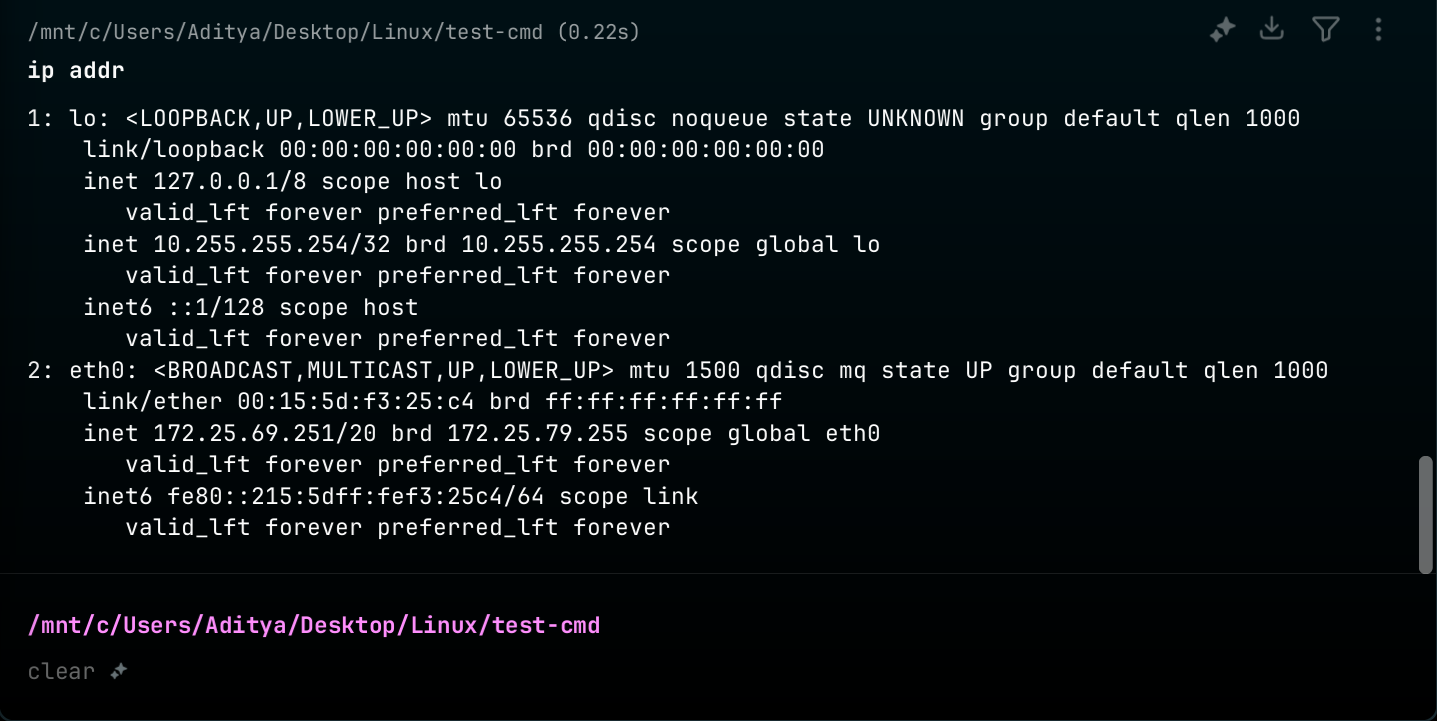 /mnt/c/Users/Aditya/Desktop/Linux/test-cmd (0.22s)
ip addr
1: lo: <LOOPBACK,UP,LOWER_UP> mtu 65536 qdisc noqueue state UNKNOWN group default qlen 1000
    link/loopback 00:00:00:00:00:00 brd 00:00:00:00:00:00
    inet 127.0.0.1/8 scope host lo
       valid_lft forever preferred_lft forever
    inet 10.255.255.254/32 brd 10.255.255.254 scope global lo
       valid_lft forever preferred_lft forever
    inet6 ::1/128 scope host
       valid_lft forever preferred_lft forever
2: eth0: <BROADCAST,MULTICAST,UP,LOWER_UP> mtu 1500 qdisc mq state UP group default qlen 1000
    link/ether 00:15:5d:f3:25:c4 brd ff:ff:ff:ff:ff:ff
    inet 172.25.69.251/20 brd 172.25.79.255 scope global eth0
       valid_lft forever preferred_lft forever
    inet6 fe80::215:5dff:fef3:25c4/64 scope link
       valid_lft forever preferred_lft forever
/mnt/c/Users/Aditya/Desktop/Linux/test-cmd
clear